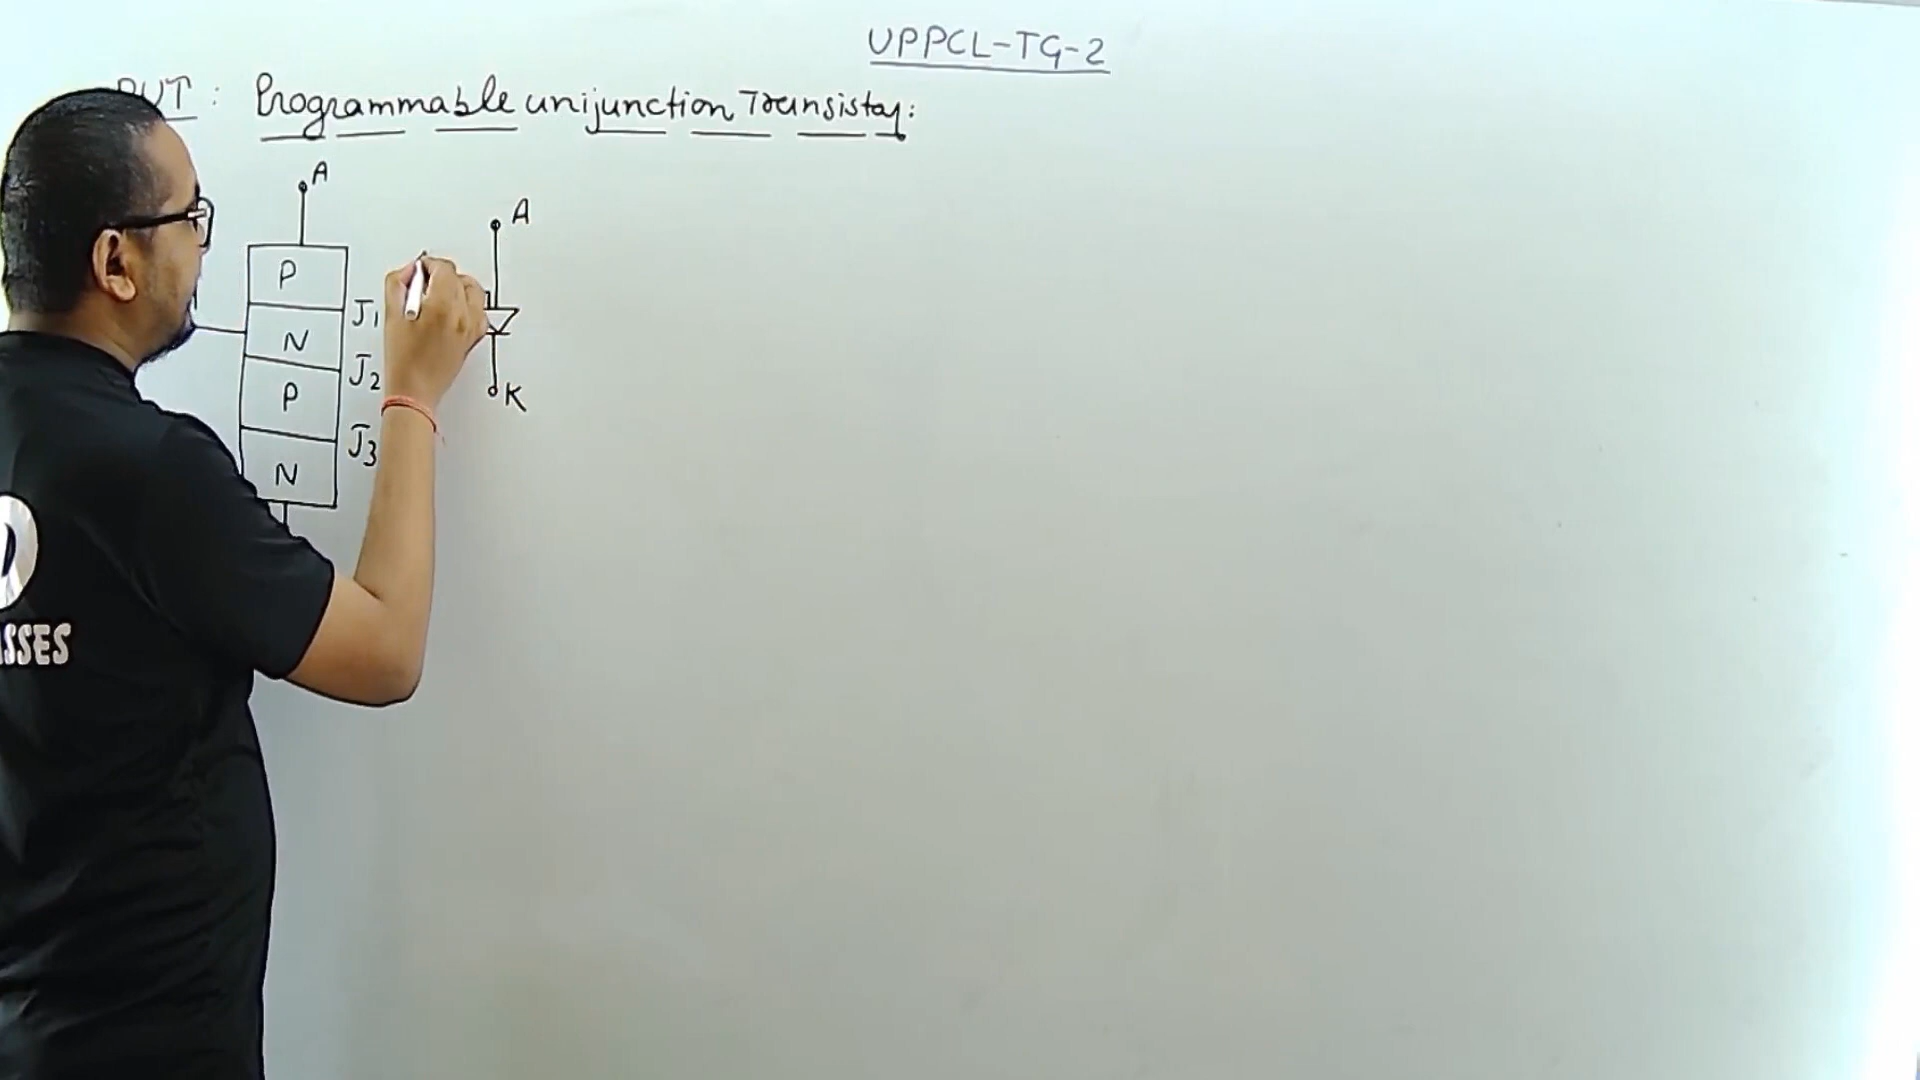 UPPCL-TG-2
PUT : Programmable unijunction Transistor:
A
A
P
J1
N
J2
P
K
J3
N
SSES